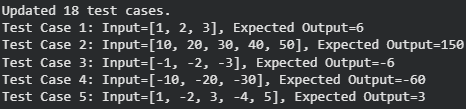 Updated 18 test cases.
Test Case 1: Input=[1, 2, 3], Expected Output=6
Test Case 2: Input=[10, 20, 30, 40, 50], Expected Output=150
Test Case 3: Input=[-1, -2, -3], Expected Output=-6
Test Case 4: Input=[-10, -20, -30], Expected Output=-60
Test Case 5: Input=[1, -2, 3, -4, 5], Expected Output=3